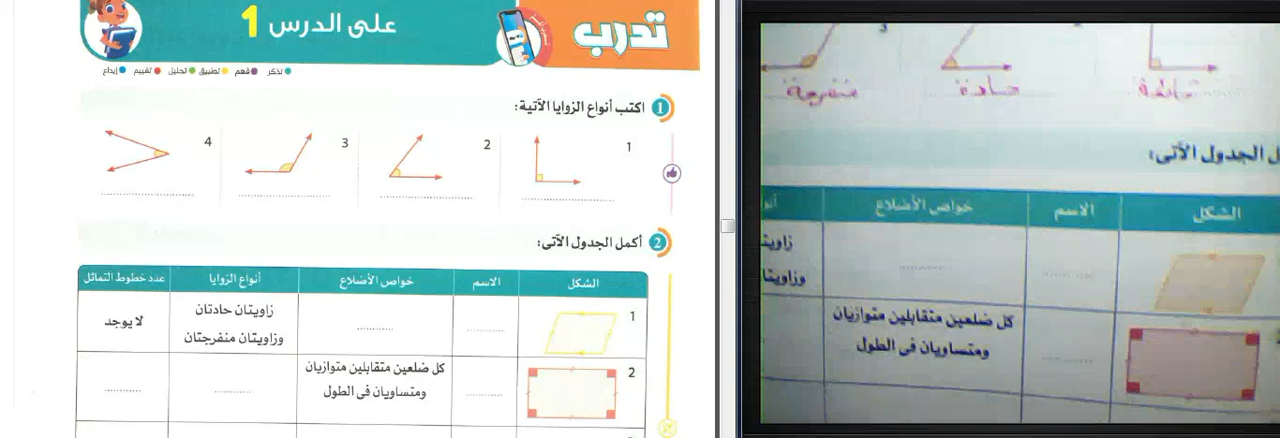 تدرب
على الدرس 1
تذكر فهم تطبيق تحليل تقييم إبداع
1 اكتب أنواع الزوايا الآتية:
1 2 3 4
2 أكمل الجدول الآتى:
الشكل الاسم خواص الأضلاع أنواع الزوايا عدد خطوط التماثل
1 زاويتان حادتان لا يوجد
وزاويتان منفرجتان
2 كل ضلعين متقابلين متوازيان
ومتساويان فى الطول
قائمة حادة منفرجة
الجدول الآتى:
الشكل الاسم خواص الأضلاع
كل ضلعين متقابلين متوازيان
ومتساويان فى الطول